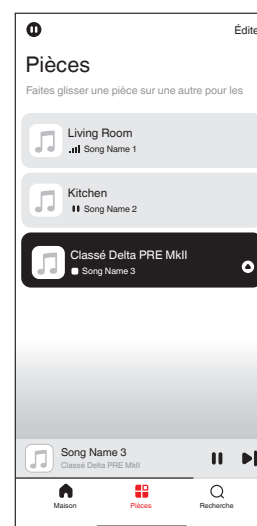 Édite
Pièces
Faites glisser une pièce sur une autre pour les
Living Room
Song Name 1
Kitchen
Song Name 2
Classé Delta PRE MkII
Song Name 3
Song Name 3
Classé Delta PRE MkII
Maison
Pièces
Recherche